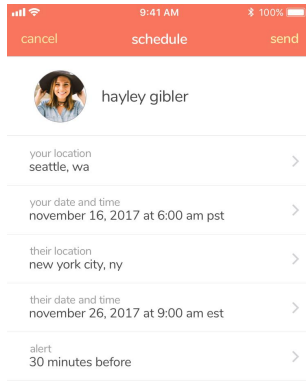 9:41 AM 100%
cancel schedule send
hayley gibler
your location
seattle, wa
your date and time
november 16, 2017 at 6:00 am pst
their location
new york city, ny
their date and time
november 26, 2017 at 9:00 am est
alert
30 minutes before